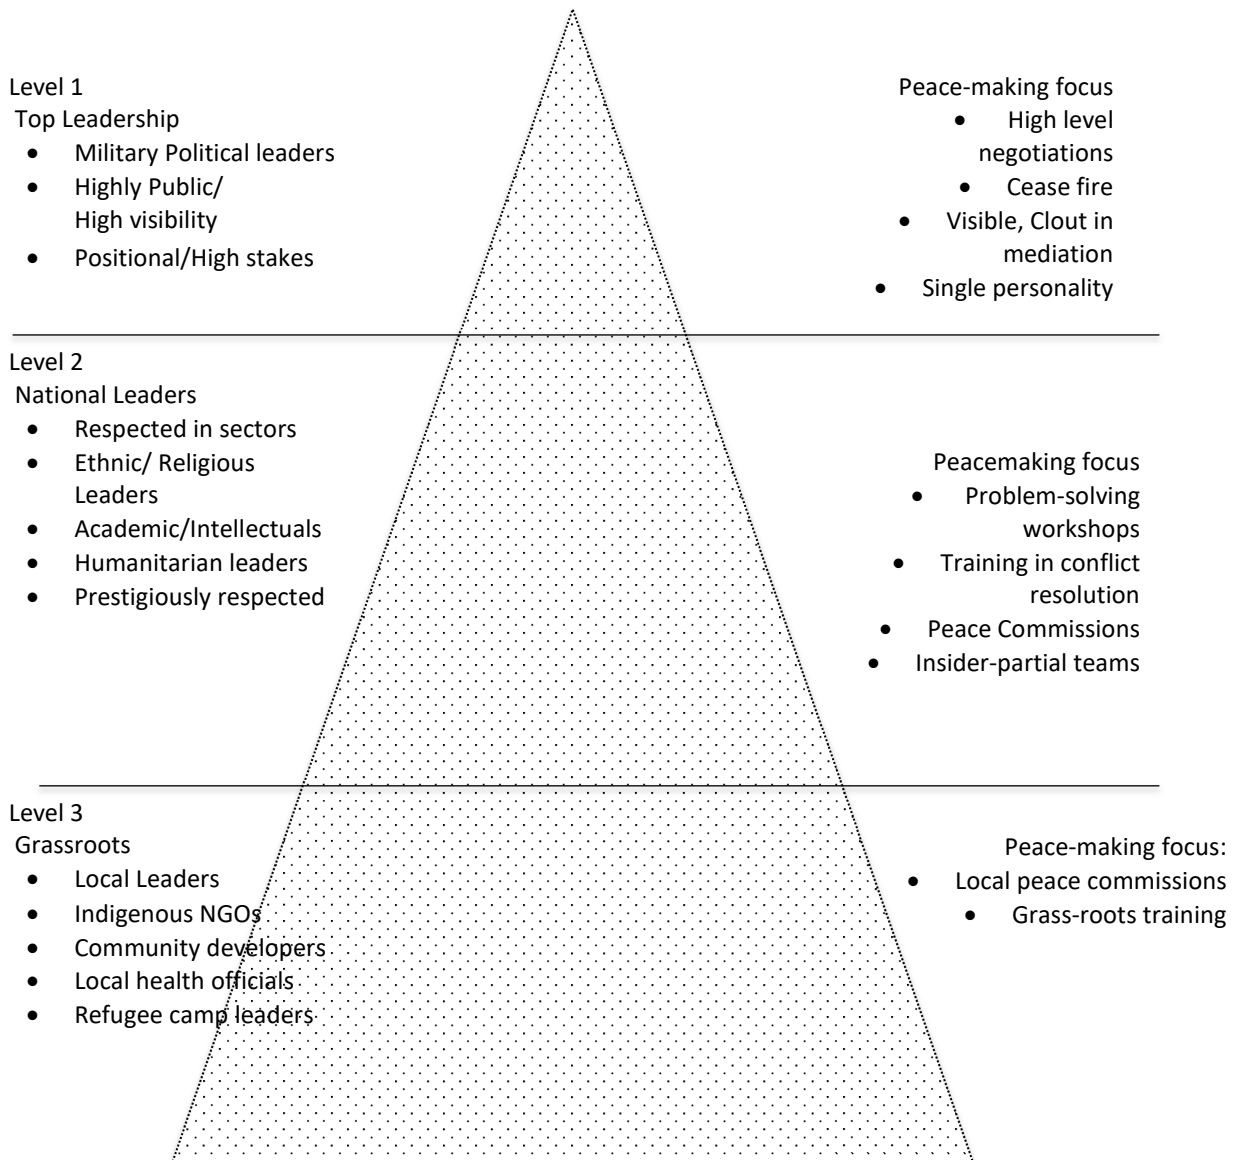 Level 1
Top Leadership
• Military Political leaders
• Highly Public/
High visibility
• Positional/High stakes
Peace-making focus
• High level
negotiations
• Cease fire
• Visible, Clout in
mediation
• Single personality
Level 2
National Leaders
• Respected in sectors
• Ethnic/ Religious
Leaders
• Academic/Intellectuals
• Humanitarian leaders
• Prestigiously respected
Peacemaking focus
• Problem-solving
workshops
• Training in conflict
resolution
• Peace Commissions
• Insider-partial teams
Level 3
Grassroots
• Local Leaders
• Indigenous NGOs
• Community developers
• Local health officials
• Refugee camp leaders
Peace-making focus:
• Local peace commissions
• Grass-roots training